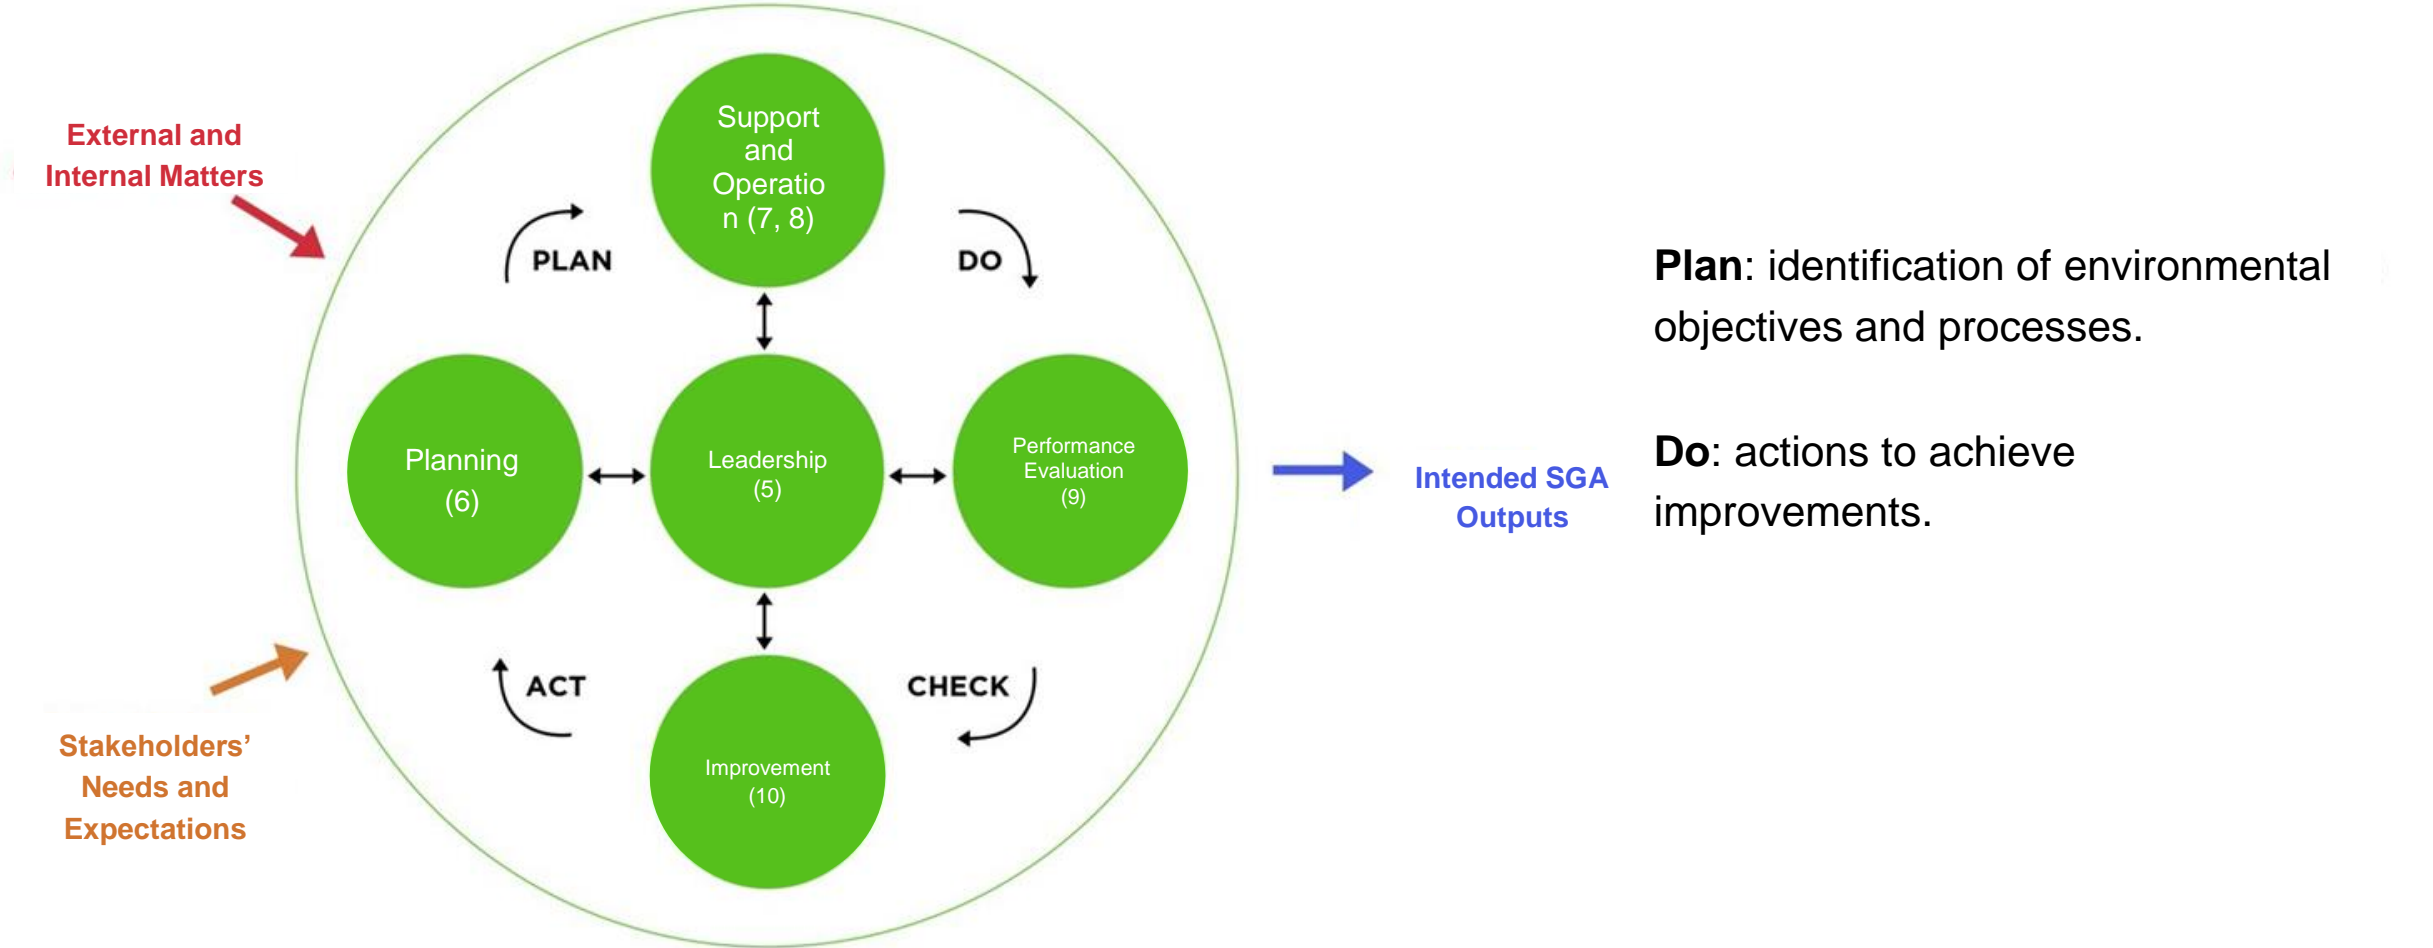 External and
Internal Matters
Support
and
Operatio
n (7, 8)
PLAN
DO
Planning
(6)
Leadership
(5)
Performance
Evaluation
(9)
ACT
CHECK
Improvement
(10)
Stakeholders’
Needs and
Expectations
Intended SGA
Outputs
Plan: identification of environmental
objectives and processes.
Do: actions to achieve
improvements.